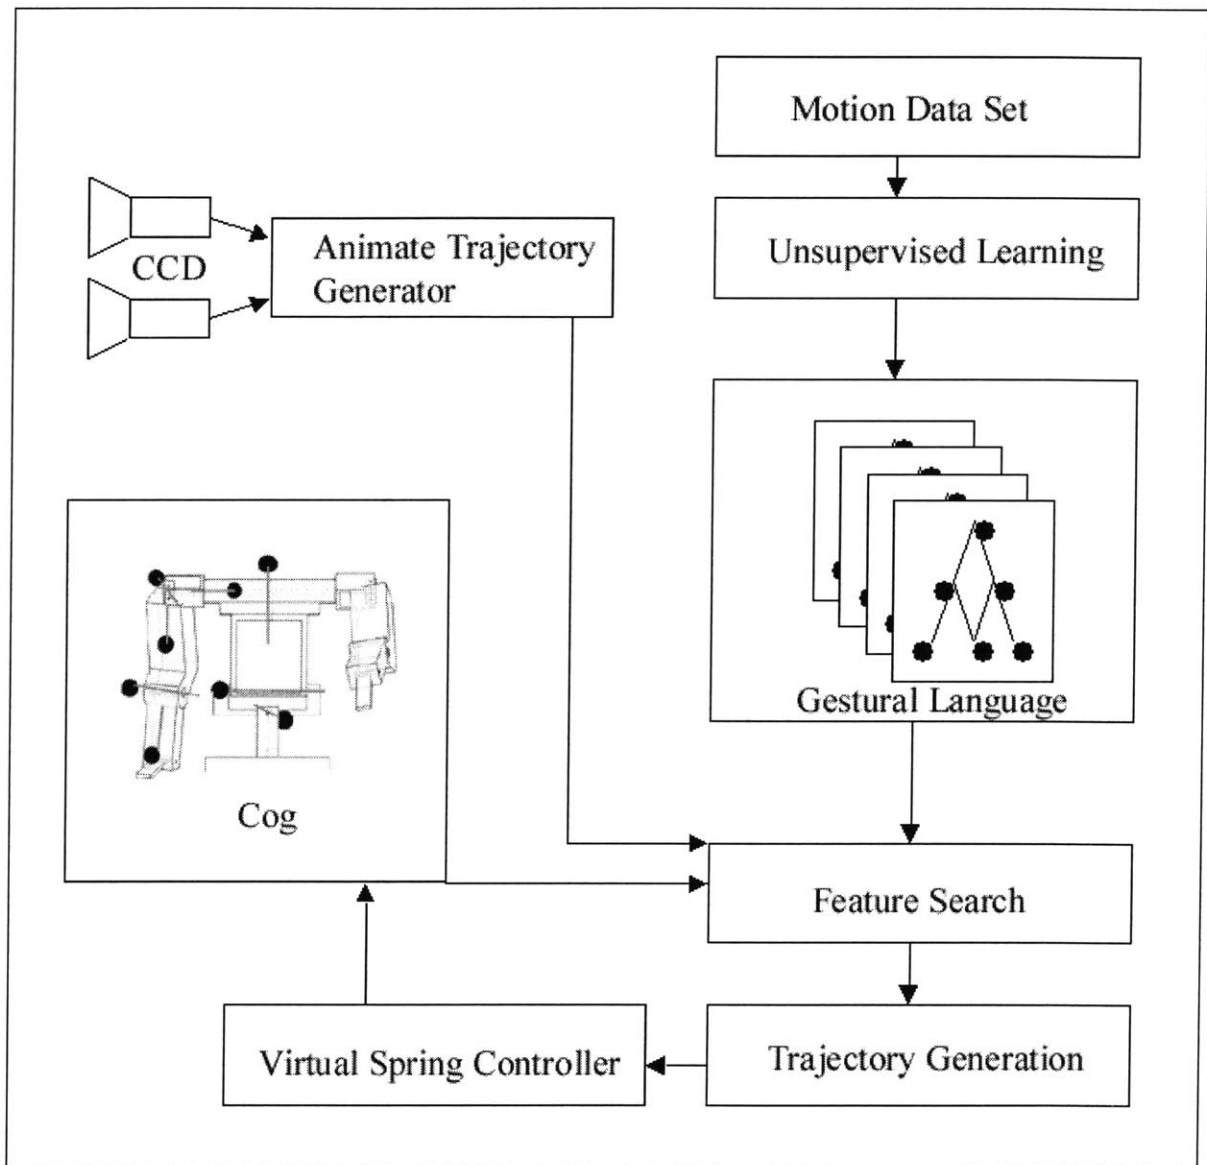 Motion Data Set
Unsupervised Learning
CCD
Animate Trajectory
Generator
Gestural Language
Cog
Feature Search
Virtual Spring Controller
Trajectory Generation